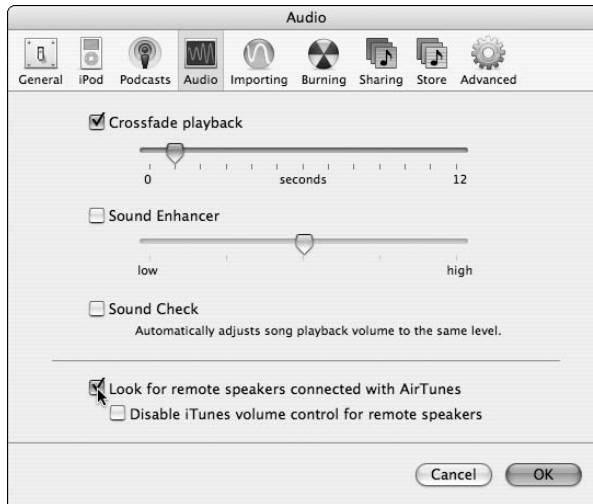 Audio
General iPod Podcasts Audio Importing Burning Sharing Store Advanced
Crossfade playback
0 seconds 12
Sound Enhancer
low high
Sound Check
Automatically adjusts song playback volume to the same level.
Look for remote speakers connected with AirTunes
Disable iTunes volume control for remote speakers
Cancel OK